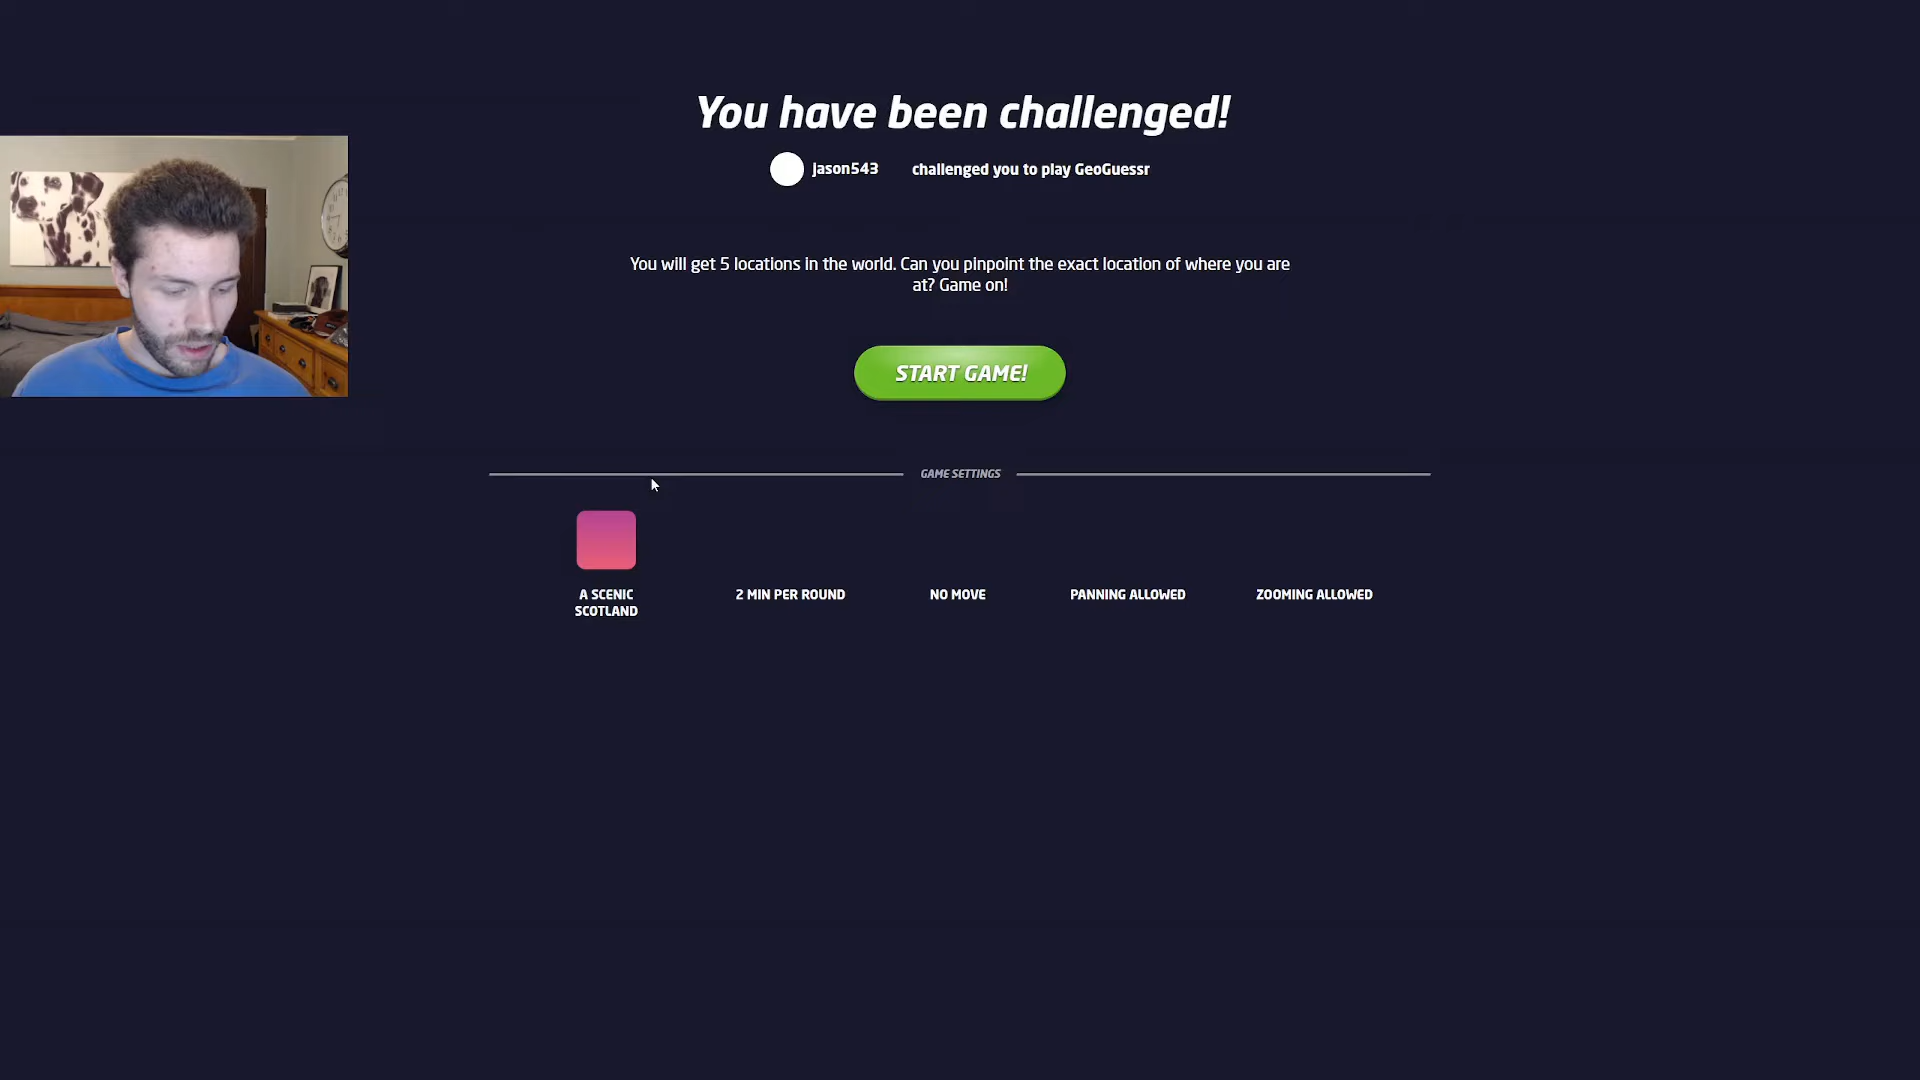 You have been challenged!
Jason543 challenged you to play GeoGuessr
You will get 5 locations in the world. Can you pinpoint the exact location of where you are
at? Game on!
START GAME!
GAME SETTINGS
A SCENIC
SCOTLAND
2 MIN PER ROUND
NO MOVE
PANNING ALLOWED
ZOOMING ALLOWED